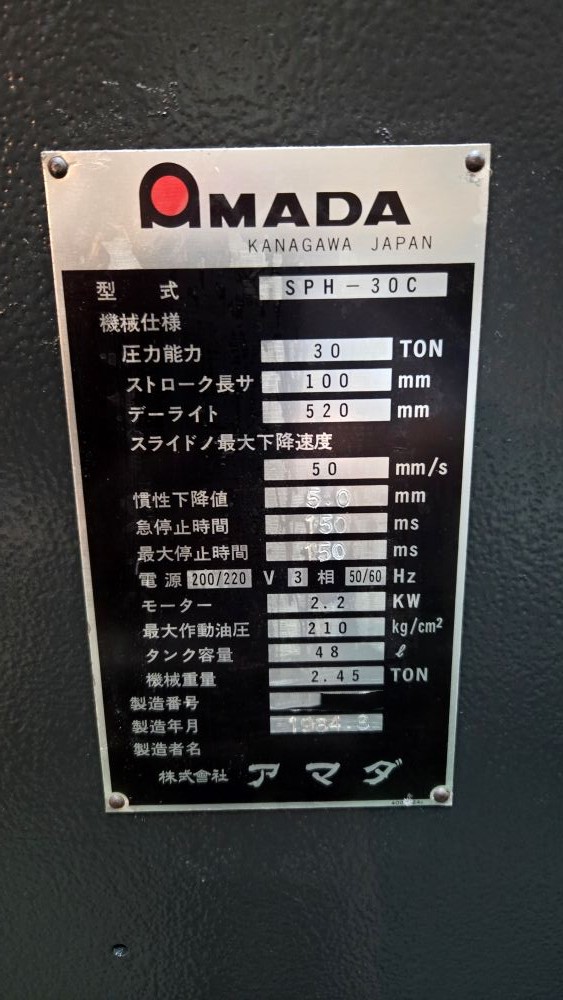 AMADA
KANAGAWA JAPAN
型式 SPH-30C
機械仕様
圧力能力 30 TON
ストローク長サ 100 mm
デーライト 520 mm
スライドノ最大下降速度
50 mm/s
慣性下降値 5.0 mm
急停止時間 150 ms
最大停止時間 150 ms
電源 200/220 V 3 相 50/60 Hz
モーター 2.2 KW
最大作動油圧 210 kg/cm²
タンク容量 48 ℓ
機械重量 2.45 TON
製造番号
製造年月 1984.8
製造者名
株式會社 アマダ